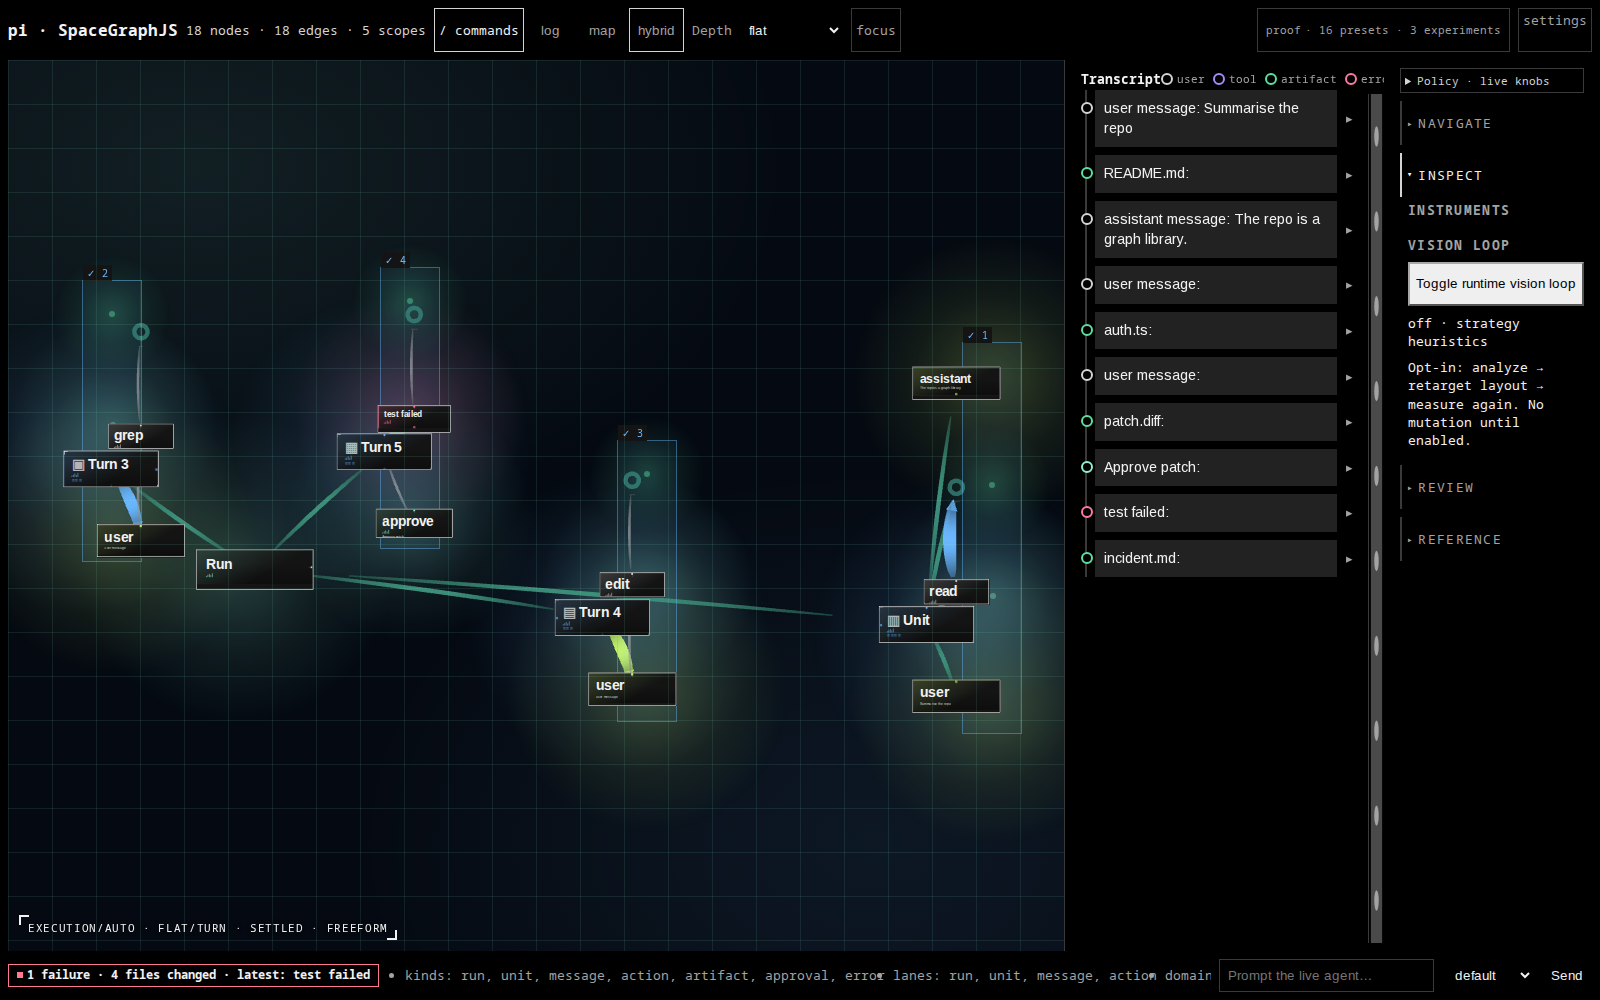 pi · SpaceGraphJS 18 nodes · 18 edges · 5 scopes / commands log map hybrid Depth flat focus proof · 16 presets · 3 experiments settings
✓ 2
✓ 4
✓ 1
✓ 3
assistant
test failed
grep
Turn 5
Turn 3
approve
user
Run
edit
read
Turn 4
Unit
user
user
EXECUTION/AUTO · FLAT/TURN · SETTLED · FREEFORM
Transcript user tool artifact
user message: Summarise the
repo
README.md:
assistant message: The repo is a
graph library.
user message:
auth.ts:
user message:
patch.diff:
Approve patch:
test failed:
incident.md:
Policy · live knobs
NAVIGATE
INSPECT
INSTRUMENTS
VISION LOOP
Toggle runtime vision loop
off · strategy
heuristics
Opt-in: analyze →
retarget layout →
measure again. No
mutation until
enabled.
REVIEW
REFERENCE
1 failure · 4 files changed · latest: test failed kinds: run, unit, message, action, artifact, approval, error lanes: run, unit, message, action domain Prompt the live agent… default Send